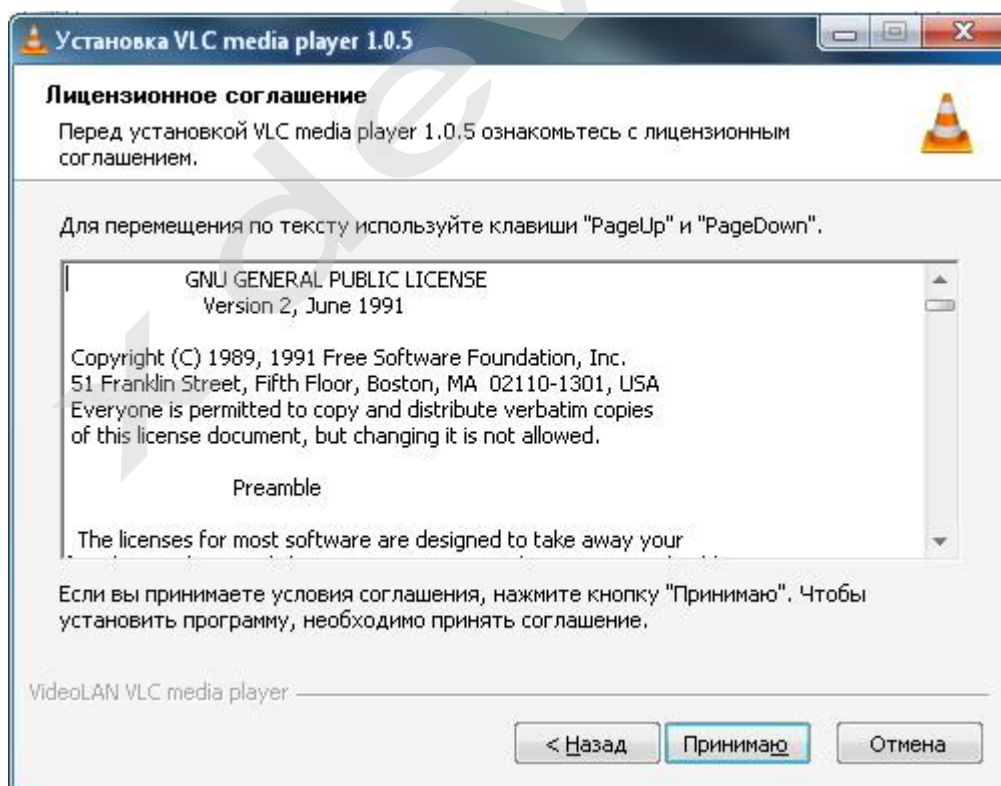 Установка VLC media player 1.0.5
Лицензионное соглашение
Перед установкой VLC media player 1.0.5 ознакомьтесь с лицензионным
соглашением.
Для перемещения по тексту используйте клавиши "PageUp" и "PageDown".
GNU GENERAL PUBLIC LICENSE
Version 2, June 1991
Copyright (C) 1989, 1991 Free Software Foundation, Inc.
51 Franklin Street, Fifth Floor, Boston, MA 02110-1301, USA
Everyone is permitted to copy and distribute verbatim copies
of this license document, but changing it is not allowed.
Preamble
The licenses for most software are designed to take away your
Если вы принимаете условия соглашения, нажмите кнопку "Принимаю". Чтобы
установить программу, необходимо принять соглашение.
VideoLAN VLC media player
< Назад Принимаю Отмена
x dev